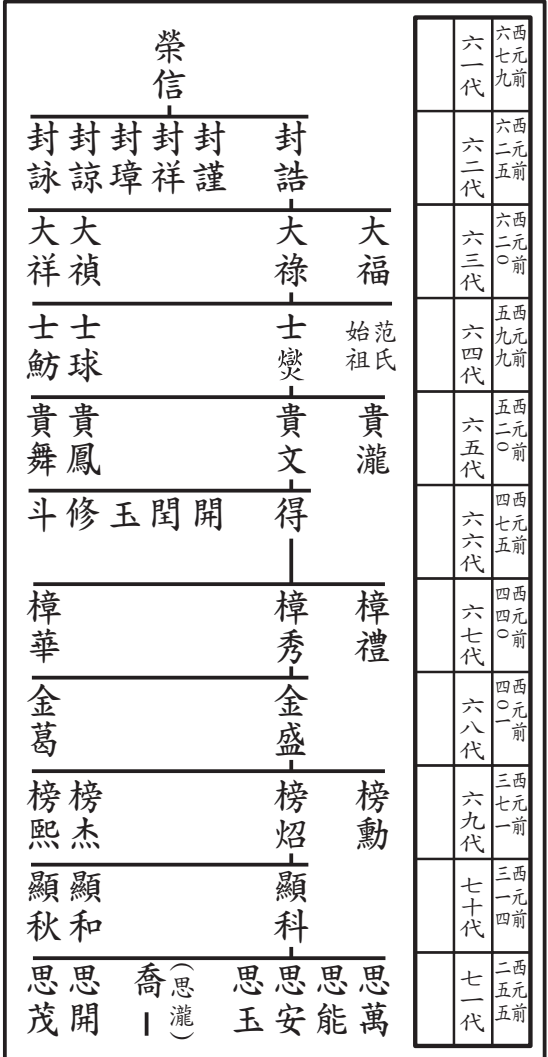 西元前六七九
六一代
榮信
西元前六二五
六二代
封誥
封謹
封祥
封璋
封諒
封詠
西元前六二○
六三代
大福
大祿
大禎
大祥
西元前五九九
六四代
范氏始祖
士燮
士球
士魴
西元前五二○
六五代
貴瀧
貴文
貴鳳
貴舞
西元前四七五
六六代
得
開
閏
玉
修
斗
西元前四四○
六七代
樟禮
樟秀
樟華
西元前四○一
六八代
金盛
金葛
西元前三七一
六九代
榜勳
榜炤
榜杰
榜熙
西元前三一四
七十代
顯科
顯和
顯秋
西元前二五五
七一代
思萬
思能
思安
思玉
喬一(思瀧)
思開
思茂